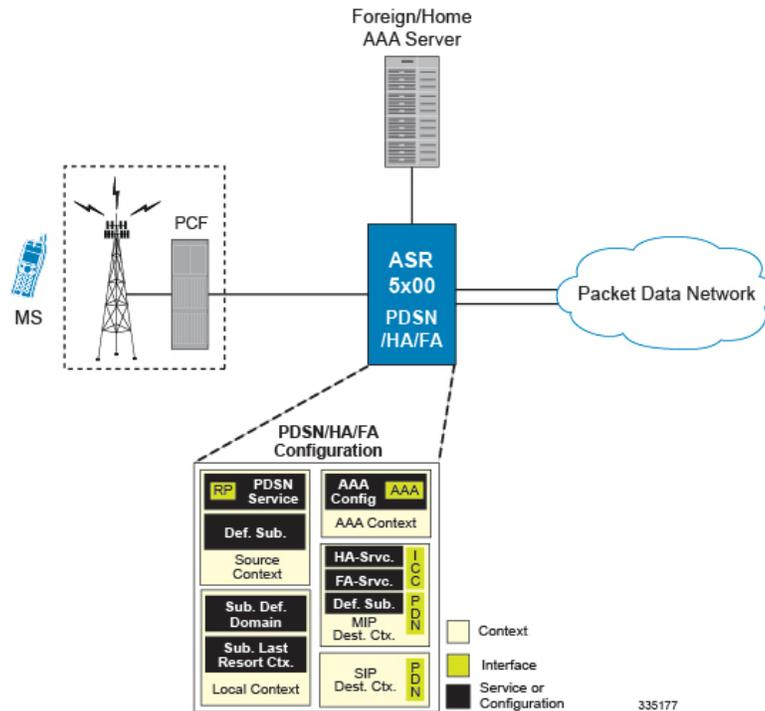 Foreign/Home
AAA Server
PCF
MS
ASR
5x00
PDSN
/HA/FA
Packet Data Network
PDSN/HA/FA
Configuration
RP
PDSN
Service
Def. Sub.
Source
Context
AAA
Config
AAA
AAA Context
HA-Srvc.
FA-Srvc.
Def. Sub.
MIP
Dest. Ctx.
I
C
C
P
D
N
Sub. Def.
Domain
Sub. Last
Resort Ctx.
Local Context
SIP
Dest. Ctx.
P
D
N
Context
Interface
Service or
Configuration
335177